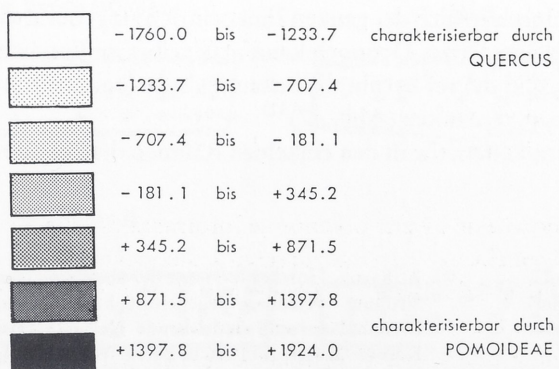 −1760.0 bis −1233.7 charakterisierbar durch
QUERCUS
−1233.7 bis −707.4
−707.4 bis − 181.1
− 181.1 bis +345.2
+ 345.2 bis +871.5
+ 871.5 bis +1397.8
charakterisierbar durch
+1397.8 bis +1924.0 POMOIDEAE